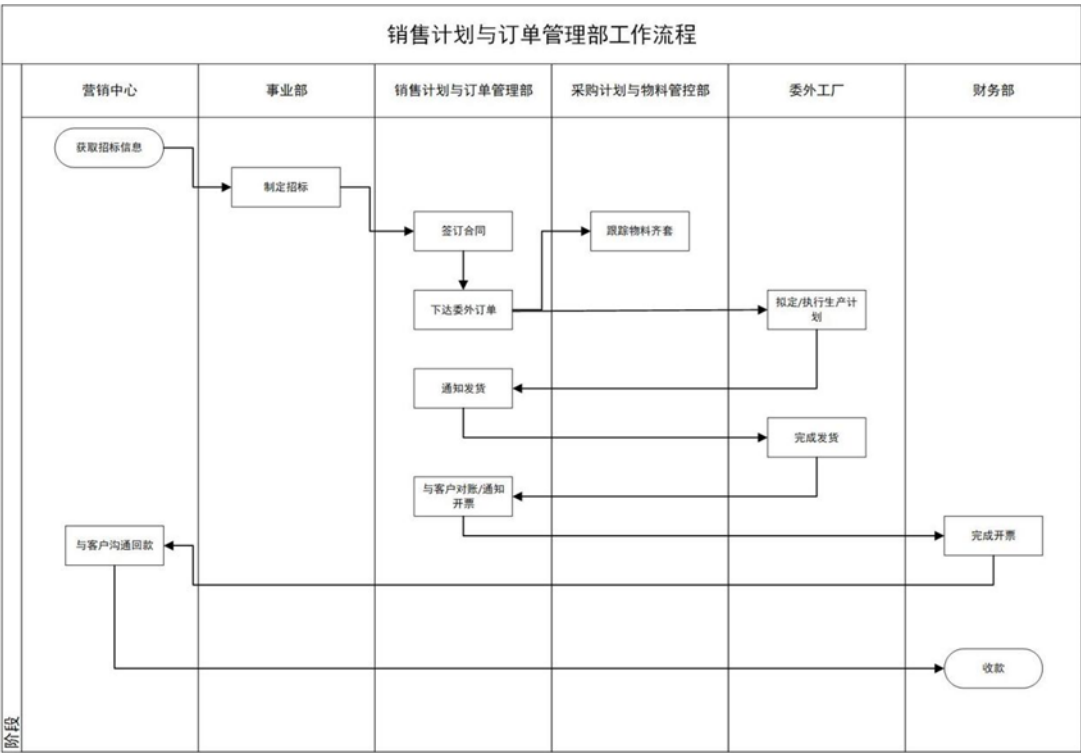 销售计划与订单管理部工作流程
营销中心
事业部
销售计划与订单管理部
采购计划与物料管控部
委外工厂
财务部
获取招标信息
制定招标
签订合同
跟踪物料齐套
下达委外订单
拟定/执行生产计
划
通知发货
完成发货
与客户对账/通知
开票
与客户沟通回款
完成开票
收款
阶段